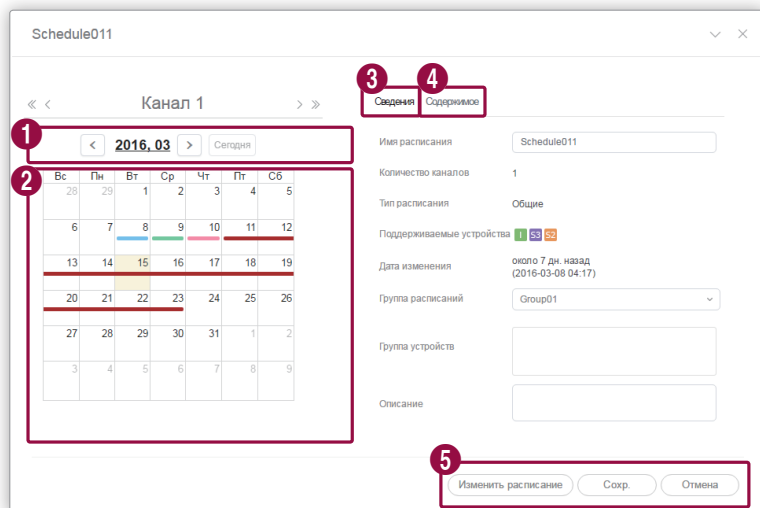 Schedule011
Канал 1
2016, 03
Сегодня
Вс Пн Вт Ср Чт Пт Сб
28 29 1 2 3 4 5
6 7 8 9 10 11 12
13 14 15 16 17 18 19
20 21 22 23 24 25 26
27 28 29 30 31 1 2
3 4 5 6 7 8 9
1
2
3
4
Сведения
Содержимое
Имя расписания
Schedule011
Количество каналов
1
Тип расписания
Общие
Поддерживаемые устройства
I S3 S2
Дата изменения
около 7 дн. назад
(2016-03-08 04:17)
Группа расписаний
Group01
Группа устройств
Описание
5
Изменить расписание
Сохр.
Отмена